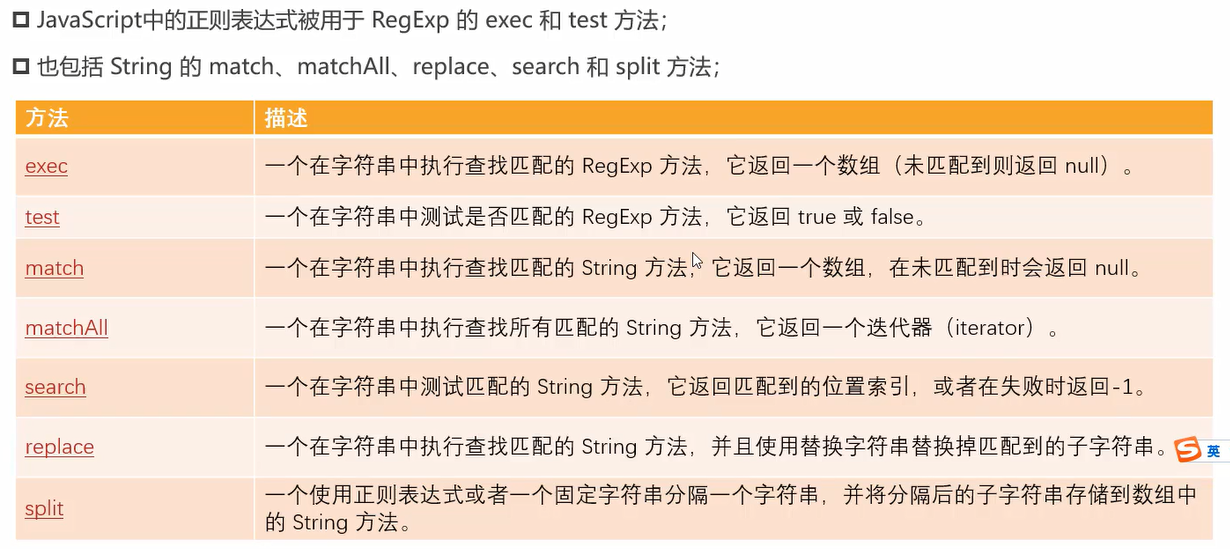 JavaScript中的正则表达式被用于 RegExp 的 exec 和 test 方法；
也包括 String 的 match、matchAll、replace、search 和 split 方法；
方法 描述
exec 一个在字符串中执行查找匹配的 RegExp 方法，它返回一个数组（未匹配到则返回 null）。
test 一个在字符串中测试是否匹配的 RegExp 方法，它返回 true 或 false。
match 一个在字符串中执行查找匹配的 String 方法，它返回一个数组，在未匹配到时会返回 null。
matchAll 一个在字符串中执行查找所有匹配的 String 方法，它返回一个迭代器（iterator）。
search 一个在字符串中测试匹配的 String 方法，它返回匹配到的位置索引，或者在失败时返回-1。
replace 一个在字符串中执行查找匹配的 String 方法，并且使用替换字符串替换掉匹配到的子字符串。
S 英
split 一个使用正则表达式或者一个固定字符串分隔一个字符串，并将分隔后的子字符串存储到数组中
的 String 方法。